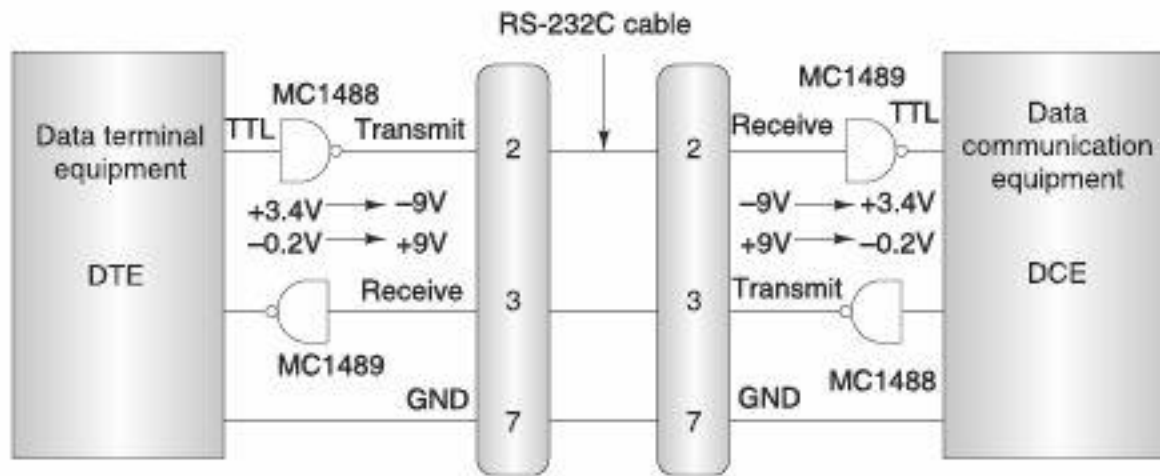 RS-232C cable
MC1488
MC1489
Data terminal
equipment
TTL
Transmit
2
2
Receive
TTL
Data
communication
equipment
+3.4V
–9V
–9V
+3.4V
–0.2V
+9V
+9V
–0.2V
DTE
DCE
Receive
3
3
Transmit
MC1489
MC1488
GND
7
7
GND